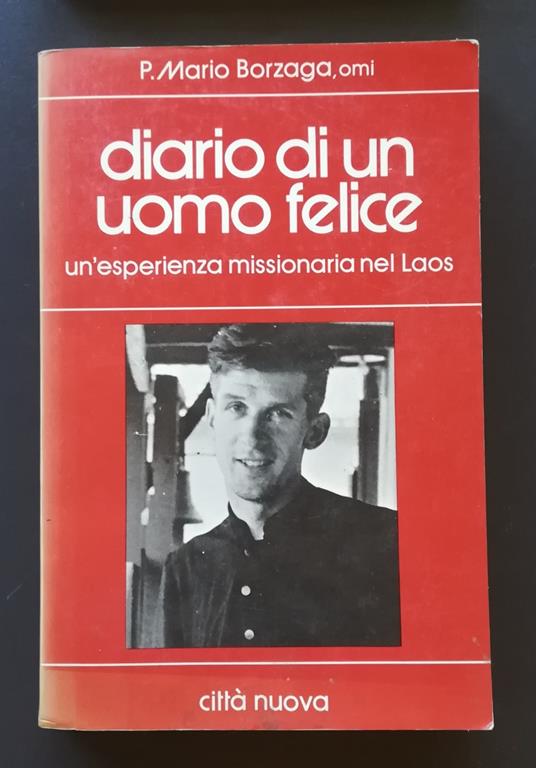 P. Mario Borzaga, omi
diario di un
uomo felice
un'esperienza missionaria nel Laos
città nuova